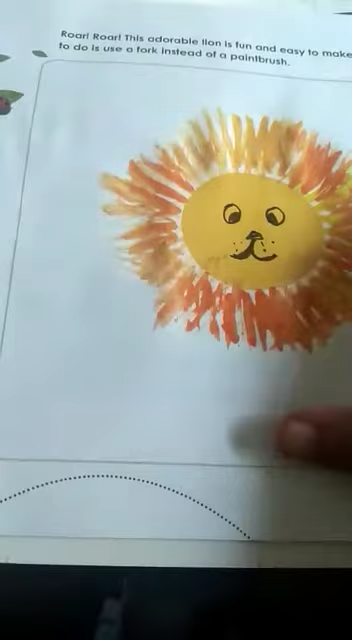 Roar! Roar! This adorable lion is fun and easy to make
to do is use a fork instead of a paintbrush.